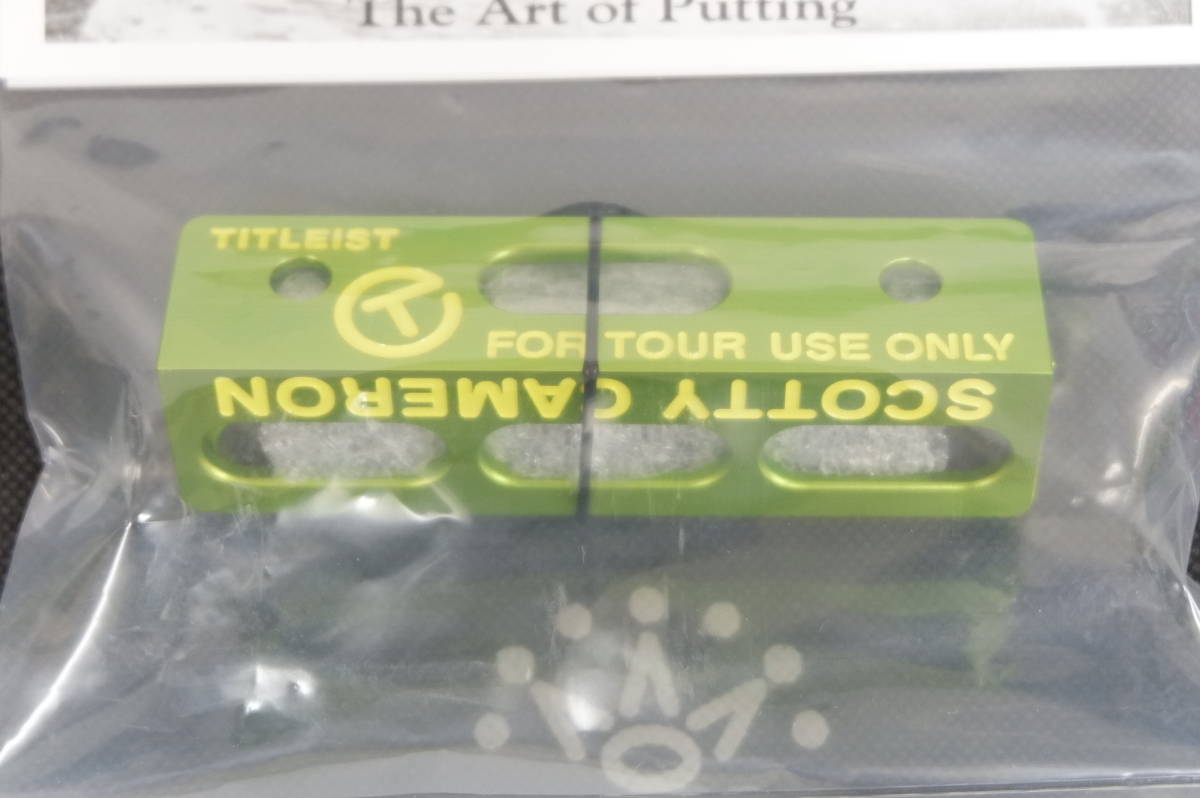 The Art of Putting
TITLEIST
T
FOR TOUR USE ONLY
SCOTTY CAMERON